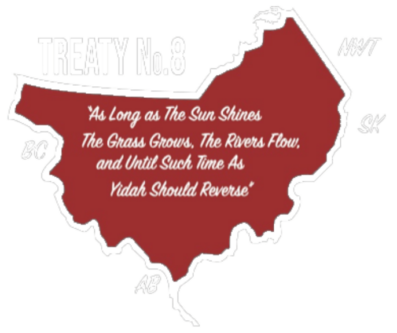 TREATY No.8
NWT
"As Long as The Sun Shines
SK
The Grass Grows, The Rivers Flow,
BC
and Until Such Time As
Yidah Should Reverse"
AB